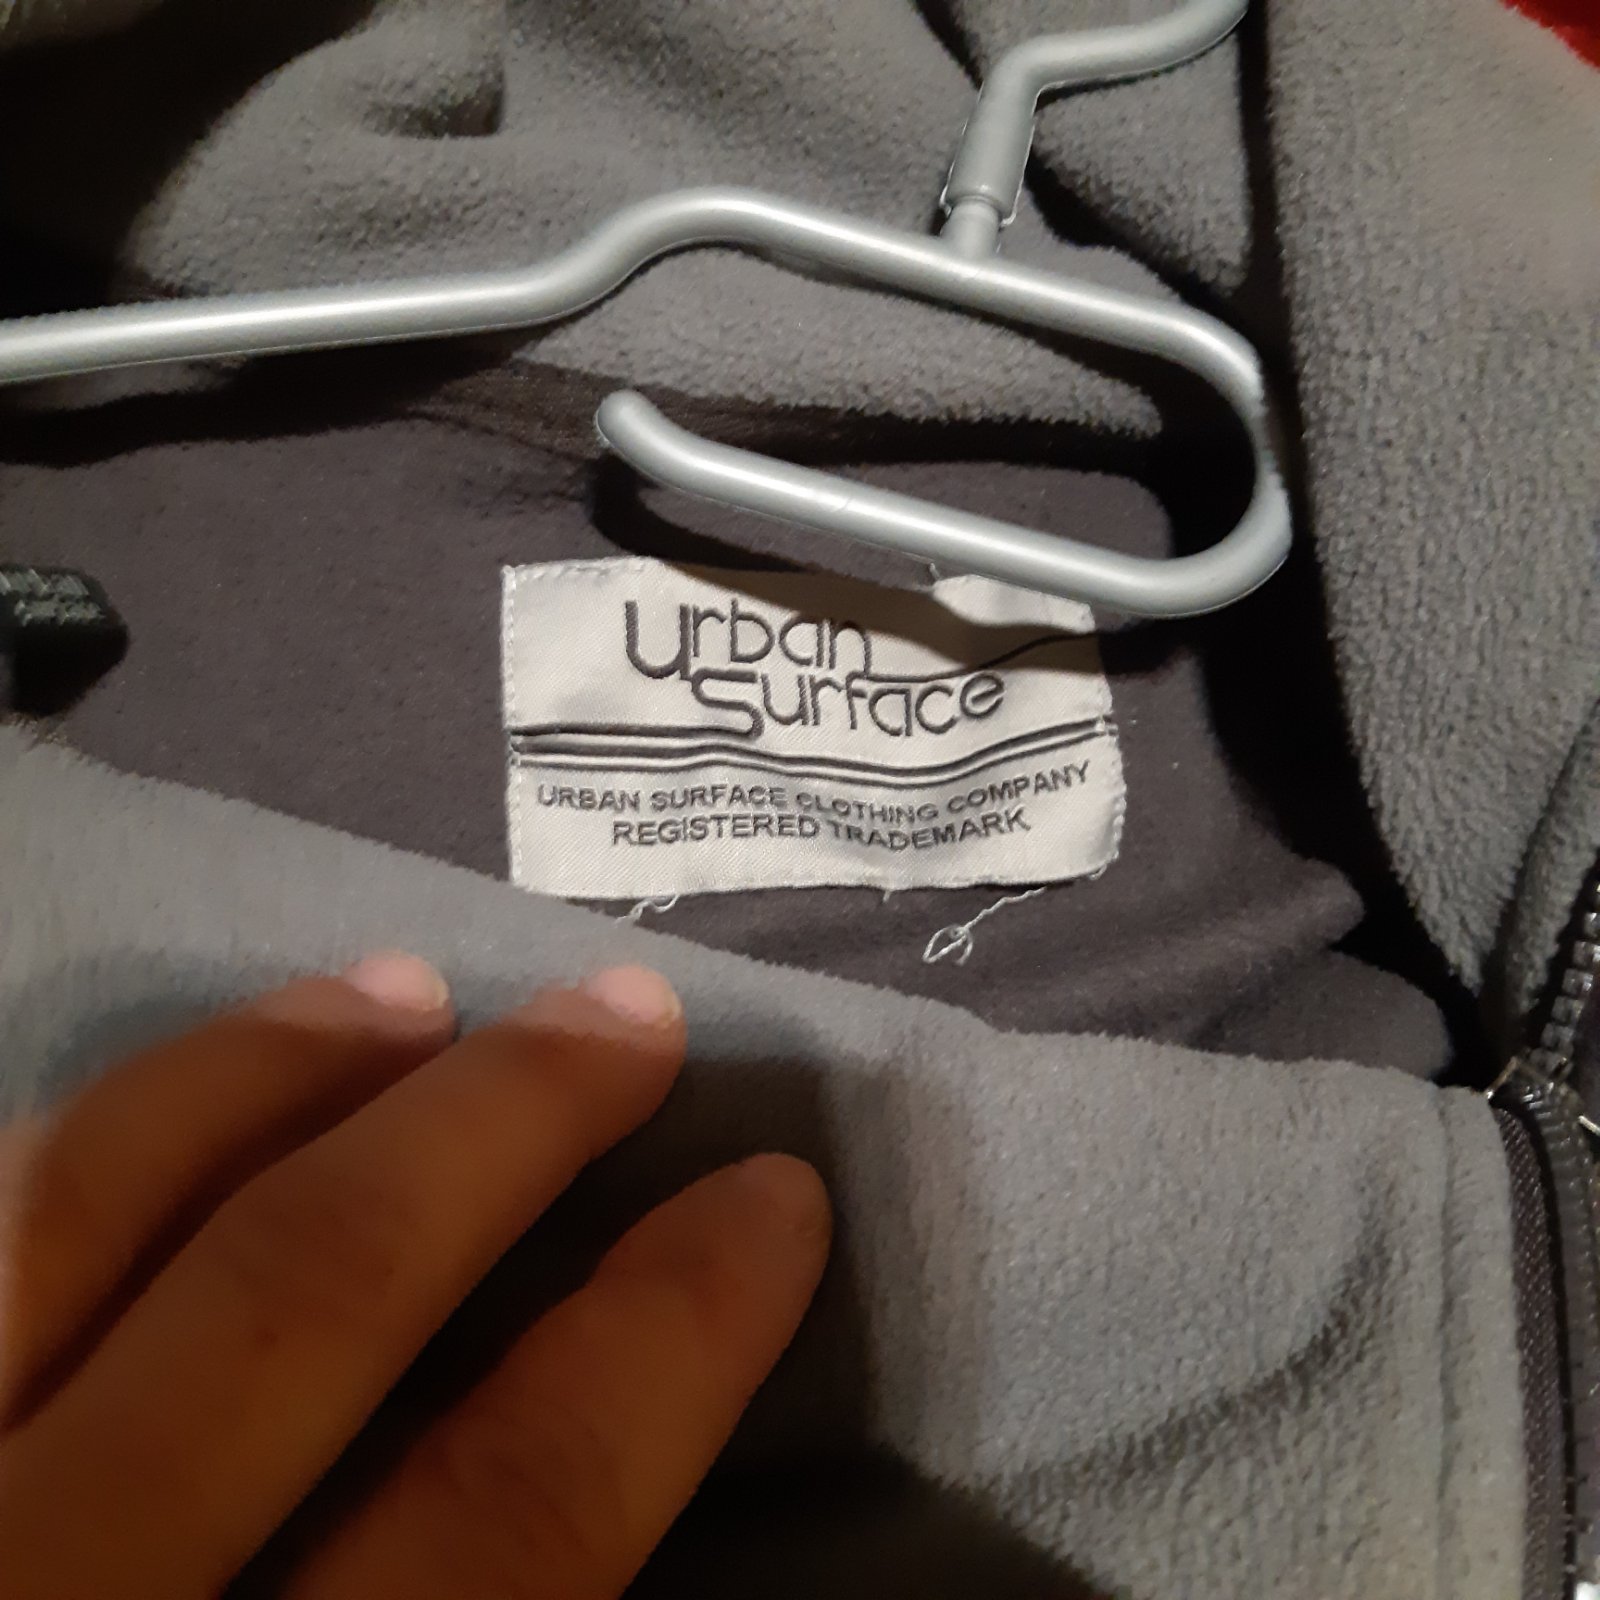 urban
Surface
URBAN SURFACE CLOTHING COMPANY
REGISTERED TRADEMARK